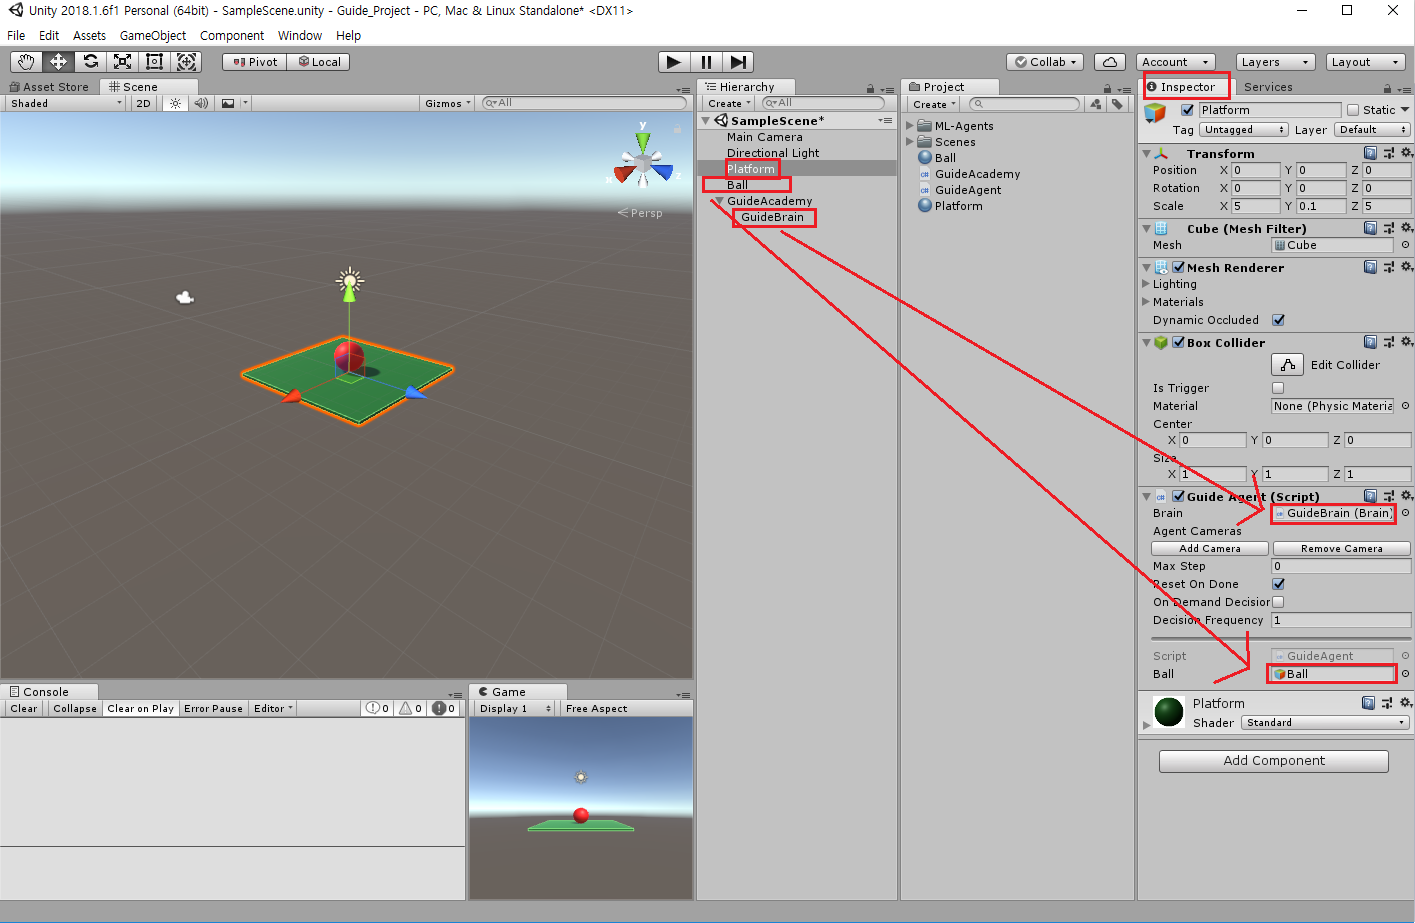 Unity 2018.1.6f1 Personal (64bit) - SampleScene.unity - Guide_Project - PC, Mac & Linux Standalone* <DX11>
File Edit Assets GameObject Component Window Help
Pivot Local Collab Account Layers Layout
Asset Store Scene
Shaded 2D Gizmos All
y
x
z
Persp
Hierarchy
Create All
SampleScene*
Main Camera
Directional Light
Platform
Ball
GuideAcademy
GuideBrain
Project
Create
ML-Agents
Scenes
Ball
GuideAcademy
GuideAgent
Platform
Inspector Services
Platform Static
Tag Untagged Layer Default
Transform
Position X 0 Y 0 Z 0
Rotation X 0 Y 0 Z 0
Scale X 5 Y 0.1 Z 5
Cube (Mesh Filter)
Mesh Cube
Mesh Renderer
Lighting
Materials
Dynamic Occluded
Box Collider
Edit Collider
Is Trigger
Material None (Physic Materia
Center
X 0 Y 0 Z 0
Size
X 1 Y 1 Z 1
Guide Agent (Script)
Brain GuideBrain (Brain)
Agent Cameras
Add Camera Remove Camera
Max Step 0
Reset On Done
On Demand Decision
Decision Frequency 1
Script GuideAgent
Ball Ball
Platform
Shader Standard
Add Component
Console
Clear Collapse Clear on Play Error Pause Editor 0 0 0
Game
Display 1 Free Aspect